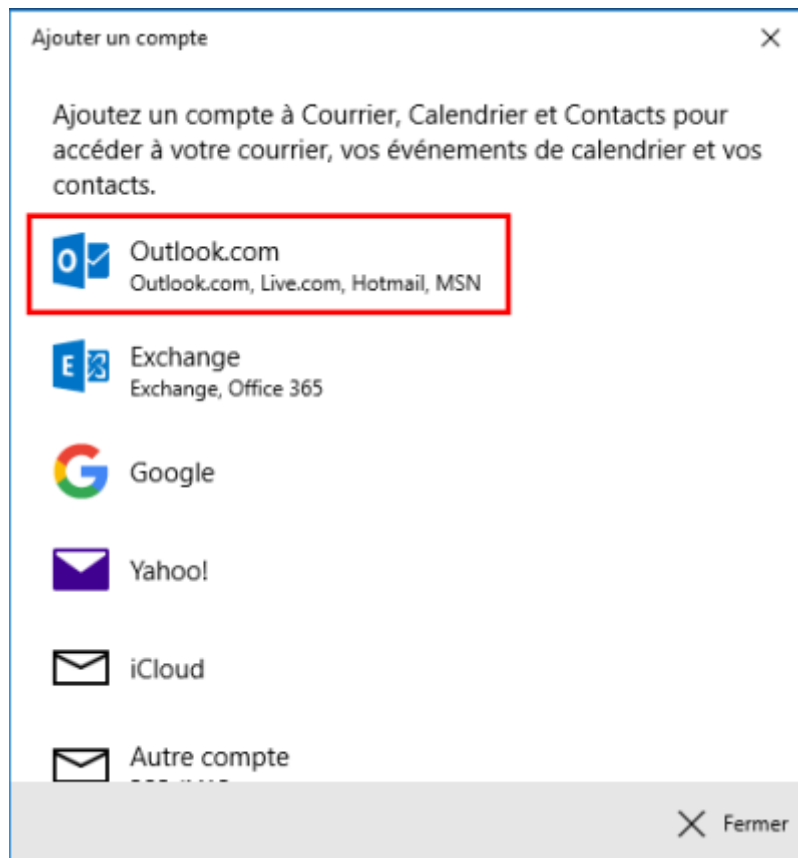 Ajouter un compte
Ajoutez un compte à Courrier, Calendrier et Contacts pour
accéder à votre courrier, vos événements de calendrier et vos
contacts.
Outlook.com
Outlook.com, Live.com, Hotmail, MSN
Exchange
Exchange, Office 365
Google
Yahoo!
iCloud
Autre compte
Fermer